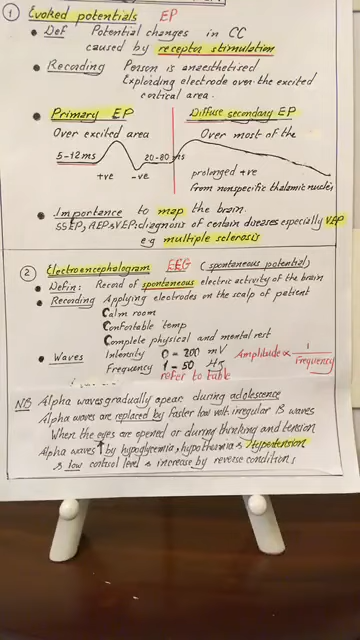 ① Evoked potentials EP
• Def Potential changes in CC
caused by receptor stimulation
• Recording Person is anaesthetised
Exploading electrode over the excited
cortical area.
Primary EP
Over excited area
5-12ms
+ve
-ve
Diffuse secondary EP
Over most of the
20-80 ms
prolonged +ve
from nonspecific thalamic nuclei
• Importance to map the brain.
SSEP, AEP & VEP: diagnosis of certain diseases especially VEP
e.g multiple sclerosis
② Electroencephalogram EEG (spontaneous potential)
• Defin: Record of spontaneous electric activity of the brain
• Recording Applying electrodes on the scalp of patient
Calm room
Confortable temp
Complete physical and mental rest
• Waves Intensity 0 = 200 mV Amplitude ∝ 1/Frequency
Frequency 1 - 50 Hz
refer to table
NB Alpha waves gradually apear during adolescence
Alpha waves are replaced by faster low volt irregular B waves
When the eyes are opened or during thinking and tension
Alpha waves ↑ by hypoglycemia, hypothermia & Hypertension
& low cortisol level & increase by reverse condition